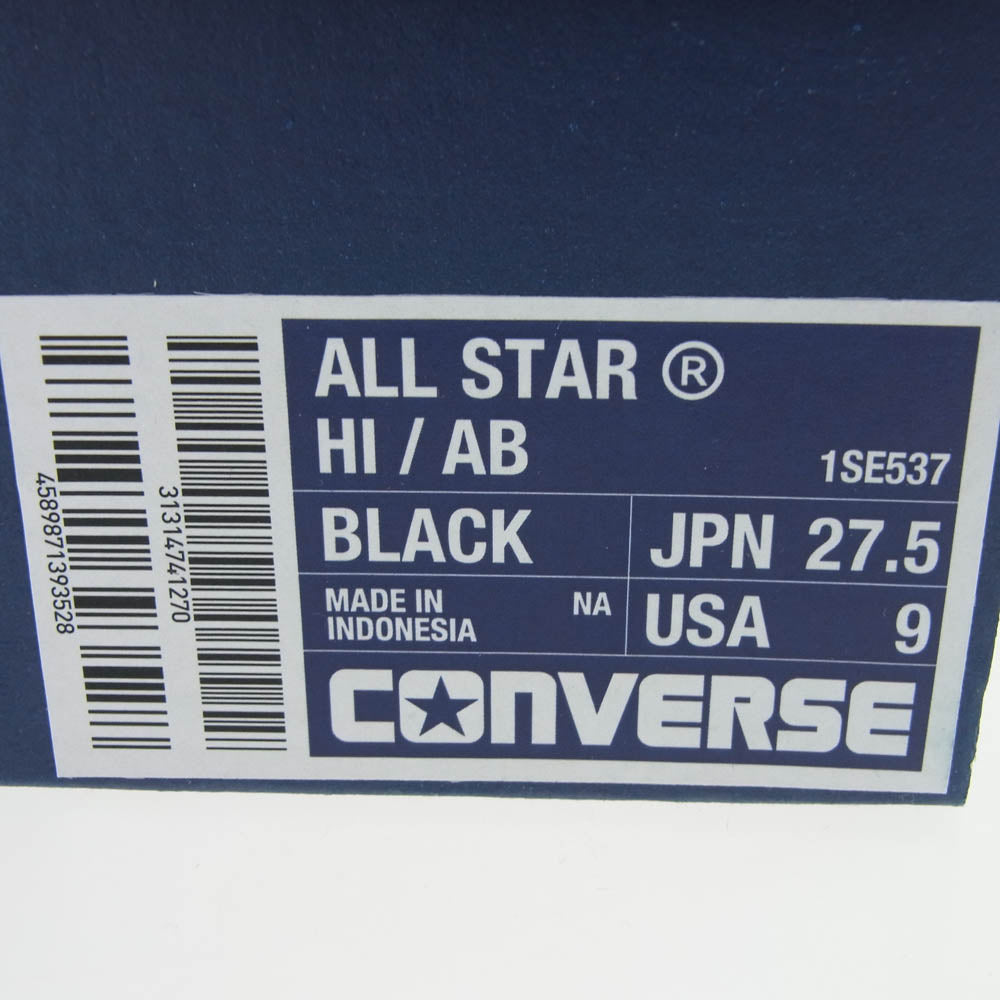 ALL STAR ®
HI / AB
1SE537
BLACK
JPN 27.5
MADE IN
INDONESIA
NA
USA 9
CONVERSE
4589871393528
31314741270